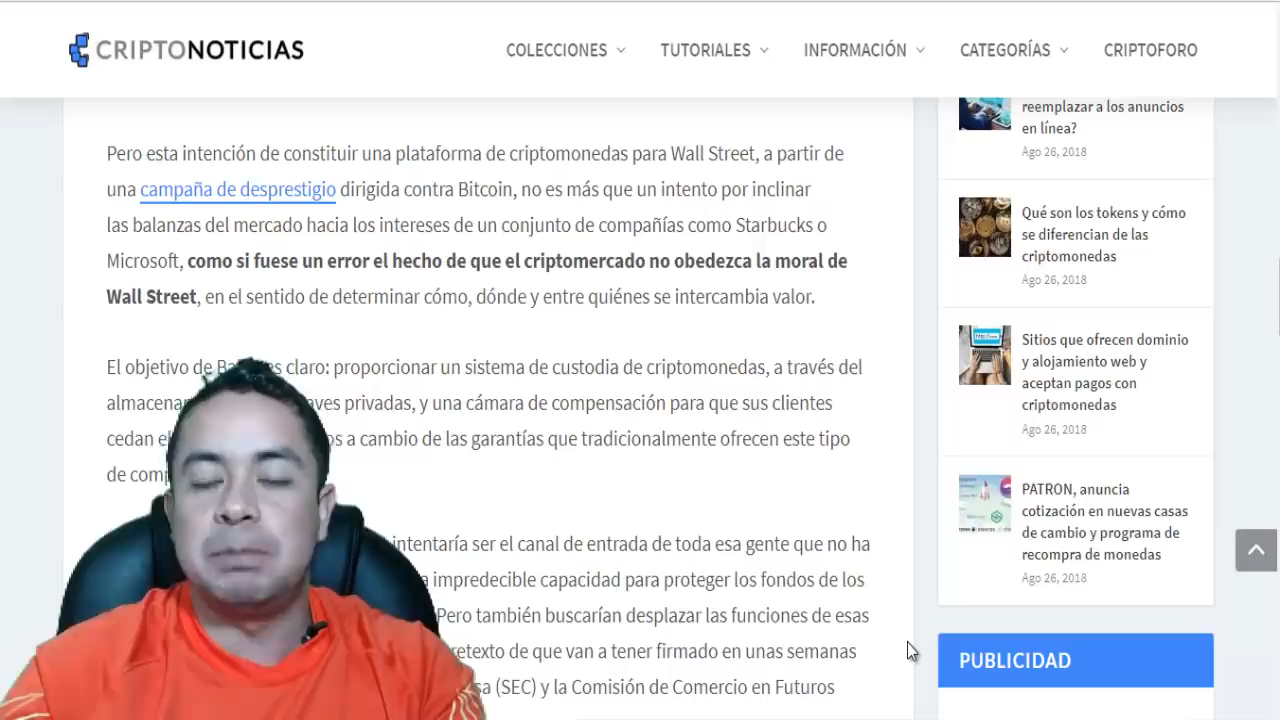 CRIPTONOTICIAS
COLECCIONES
TUTORIALES
INFORMACIÓN
CATEGORÍAS
CRIPTOFORO
Pero esta intención de constituir una plataforma de criptomonedas para Wall Street, a partir de
una campaña de desprestigio dirigida contra Bitcoin, no es más que un intento por inclinar
las balanzas del mercado hacia los intereses de un conjunto de compañías como Starbucks o
Microsoft, como si fuese un error el hecho de que el criptomercado no obedezca la moral de
Wall Street, en el sentido de determinar cómo, dónde y entre quiénes se intercambia valor.
El objetivo de claro: proporcionar un sistema de custodia de criptomonedas, a través del
privadas, y una cámara de compensación para que sus clientes
cedan a cambio de las garantías que tradicionalmente ofrecen este tipo
de
intentaría ser el canal de entrada de toda esa gente que no ha
impredecible capacidad para proteger los fondos de los
Pero también buscarían desplazar las funciones de esas
de que van a tener firmado en unas semanas
(SEC) y la Comisión de Comercio en Futuros
reemplazar a los anuncios
en línea?
Ago 26, 2018
Qué son los tokens y cómo
se diferencian de las
criptomonedas
Ago 26, 2018
Sitios que ofrecen dominio
y alojamiento web y
aceptan pagos con
criptomonedas
Ago 26, 2018
PATRON, anuncia
cotización en nuevas casas
de cambio y programa de
recompra de monedas
Ago 26, 2018
PUBLICIDAD